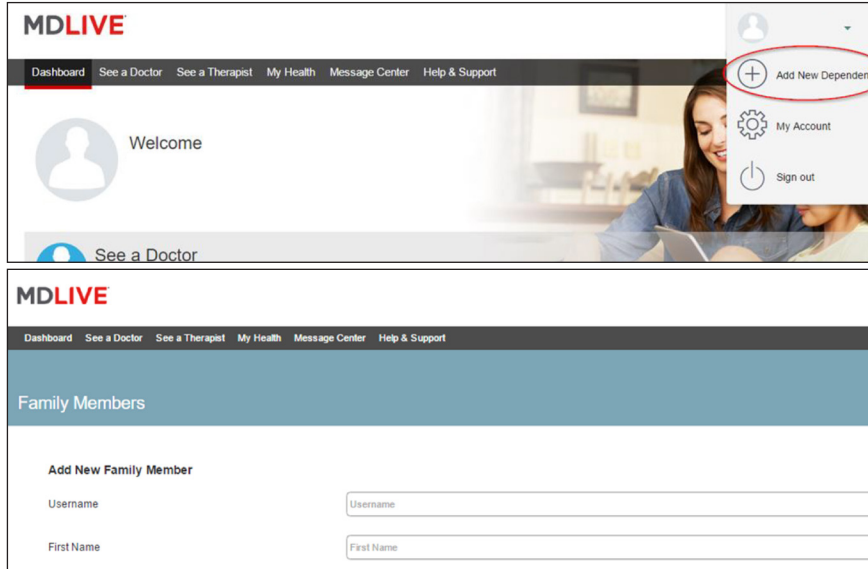 MDLIVE
Dashboard See a Doctor See a Therapist My Health Message Center Help & Support
Add New Dependen
My Account
Sign out
Welcome
See a Doctor
MDLIVE
Dashboard See a Doctor See a Therapist My Health Message Center Help & Support
Family Members
Add New Family Member
Username Username
First Name First Name